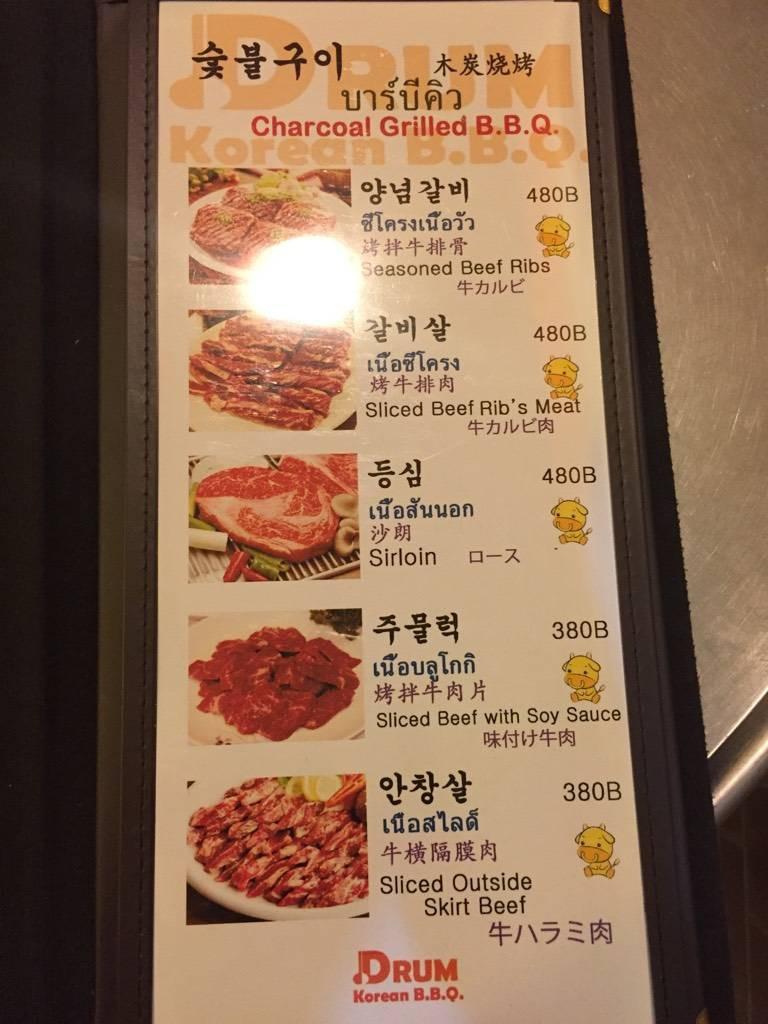 숯불구이 木炭烧烤
บาร์บีคิว
Charcoal Grilled B.B.Q.
DRUM
Korean B.B.Q.
양념갈비 480B
ซี่โครงเนื้อวัว
烤拌牛排骨
Seasoned Beef Ribs
牛カルビ
갈비살 480B
เนื้อซี่โครง
烤牛排肉
Sliced Beef Rib's Meat
牛カルビ肉
등심 480B
เนื้อสันนอก
沙朗
Sirloin ロース
주물럭 380B
เนื้อบลูโกกิ
烤拌牛肉片
Sliced Beef with Soy Sauce
味付け牛肉
안창살 380B
เนื้อสไลด์
牛横隔膜肉
Sliced Outside
Skirt Beef
牛ハラミ肉
DRUM
Korean B.B.Q.